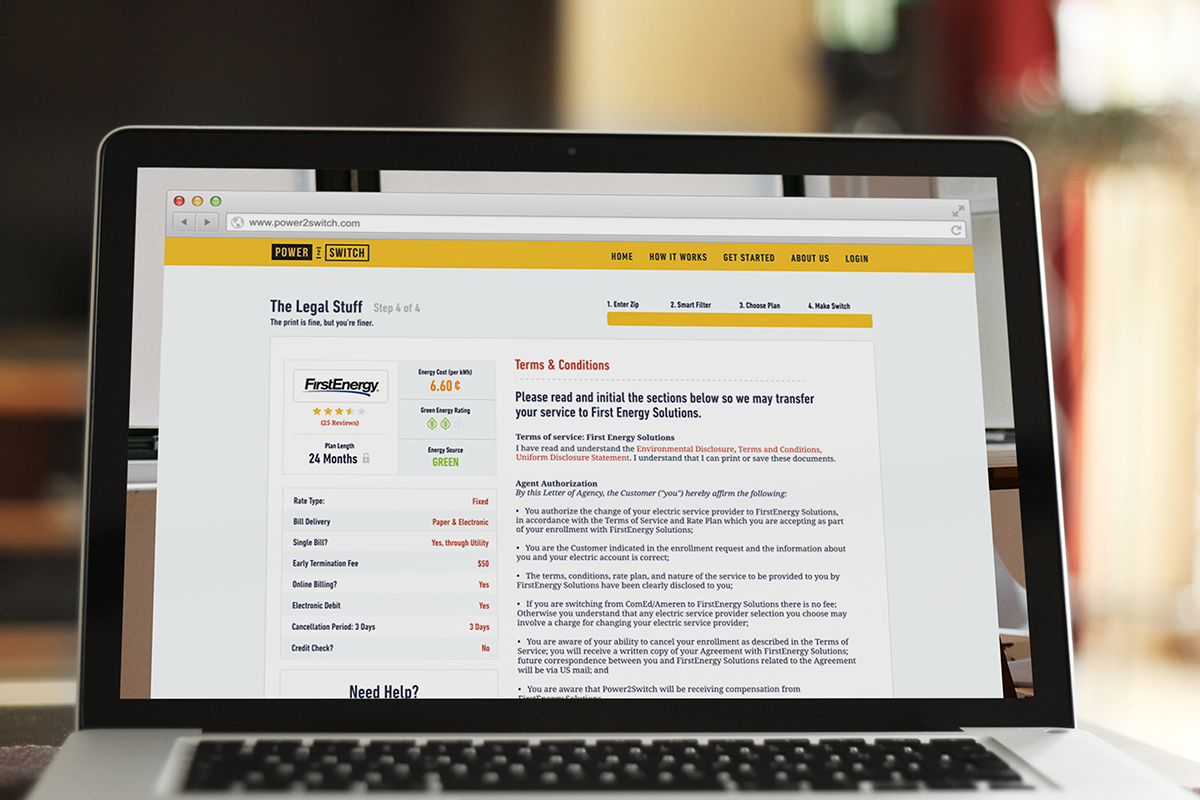 www.power2switch.com
POWER 2 SWITCH
HOME HOW IT WORKS GET STARTED ABOUT US LOGIN
The Legal Stuff Step 4 of 4
The print is fine, but you're finer.
1. Enter Zip 2. Smart Filter 3. Choose Plan 4. Make Switch
FirstEnergy
(25 Reviews)
Plan Length
24 Months
Energy Cost (per kWh)
6.60 ¢
Green Energy Rating
Energy Source
GREEN
Rate Type: Fixed
Bill Delivery Paper & Electronic
Single Bill? Yes, through Utility
Early Termination Fee $50
Online Billing? Yes
Electronic Debit Yes
Cancellation Period: 3 Days 3 Days
Credit Check? No
Need Help?
Terms & Conditions
Please read and initial the sections below so we may transfer
your service to First Energy Solutions.
Terms of service: First Energy Solutions
I have read and understand the Environmental Disclosure, Terms and Conditions,
Uniform Disclosure Statement. I understand that I can print or save these documents.
Agent Authorization
By this Letter of Agency, the Customer ("you") hereby affirm the following:
• You authorize the change of your electric service provider to FirstEnergy Solutions,
in accordance with the Terms of Service and Rate Plan which you are accepting as part
of your enrollment with FirstEnergy Solutions;
• You are the Customer indicated in the enrollment request and the information about
you and your electric account is correct;
• The terms, conditions, rate plan, and nature of the service to be provided to you by
FirstEnergy Solutions have been clearly disclosed to you;
• If you are switching from ComEd/Ameren to FirstEnergy Solutions there is no fee;
Otherwise you understand that any electric service provider selection you choose may
involve a charge for changing your electric service provider;
• You are aware of your ability to cancel your enrollment as described in the Terms of
Service; you will receive a written copy of your Agreement with FirstEnergy Solutions;
future correspondence between you and FirstEnergy Solutions related to the Agreement
will be via US mail; and
• You are aware that Power2Switch will be receiving compensation from
FirstEnergy Solutions